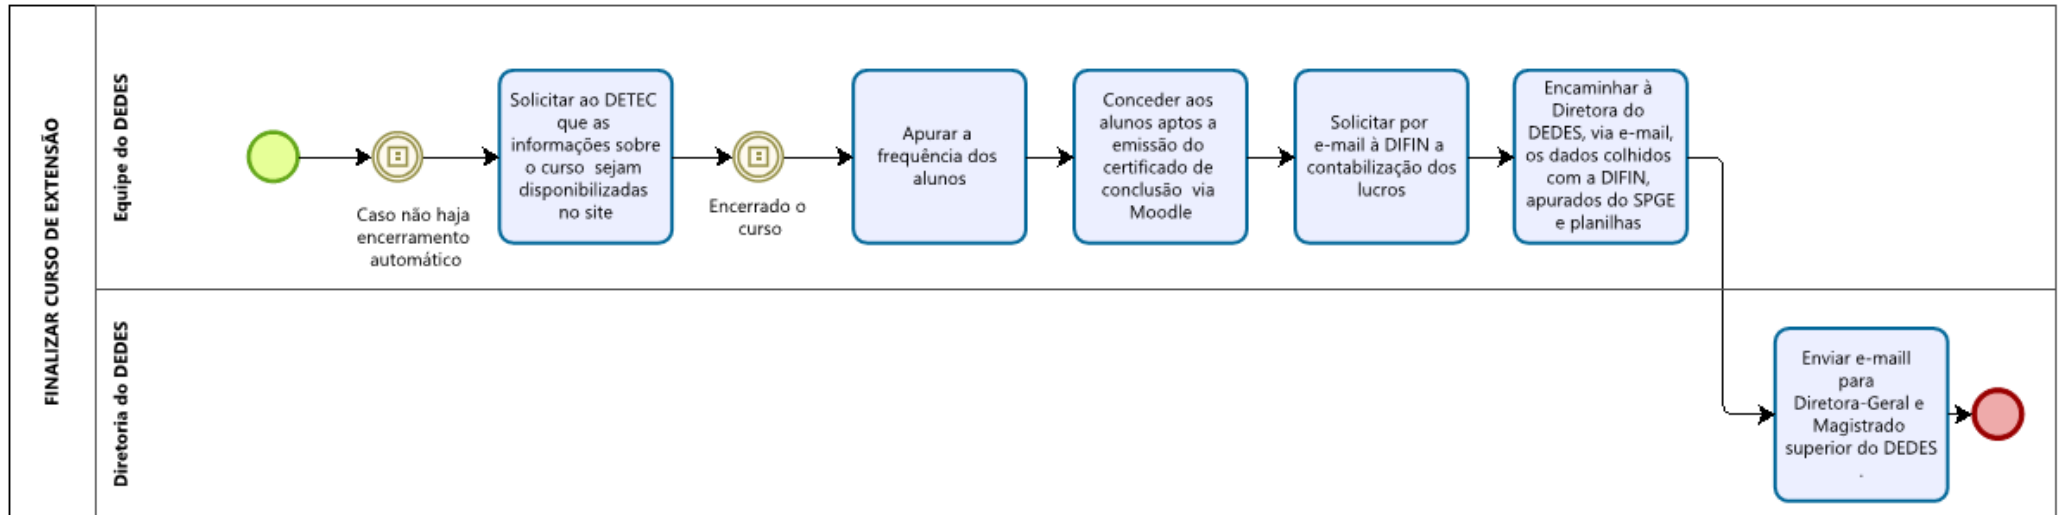 FINALIZAR CURSO DE EXTENSÃO
Equipe do DEDES
Caso não haja
encerramento
automático
Solicitar ao DETEC
que as
informações sobre
o curso sejam
disponibilizadas
no site
Encerrado o
curso
Apurar a
frequência dos
alunos
Conceder aos
alunos aptos a
emissão do
certificado de
conclusão via
Moodle
Solicitar por
e-mail à DIFIN a
contabilização dos
lucros
Encaminhar à
Diretora do
DEDES, via e-mail,
os dados colhidos
com a DIFIN,
apurados do SPGE
e planilhas
Diretoria do DEDES
Enviar e-maill
para
Diretora-Geral e
Magistrado
superior do DEDES
.